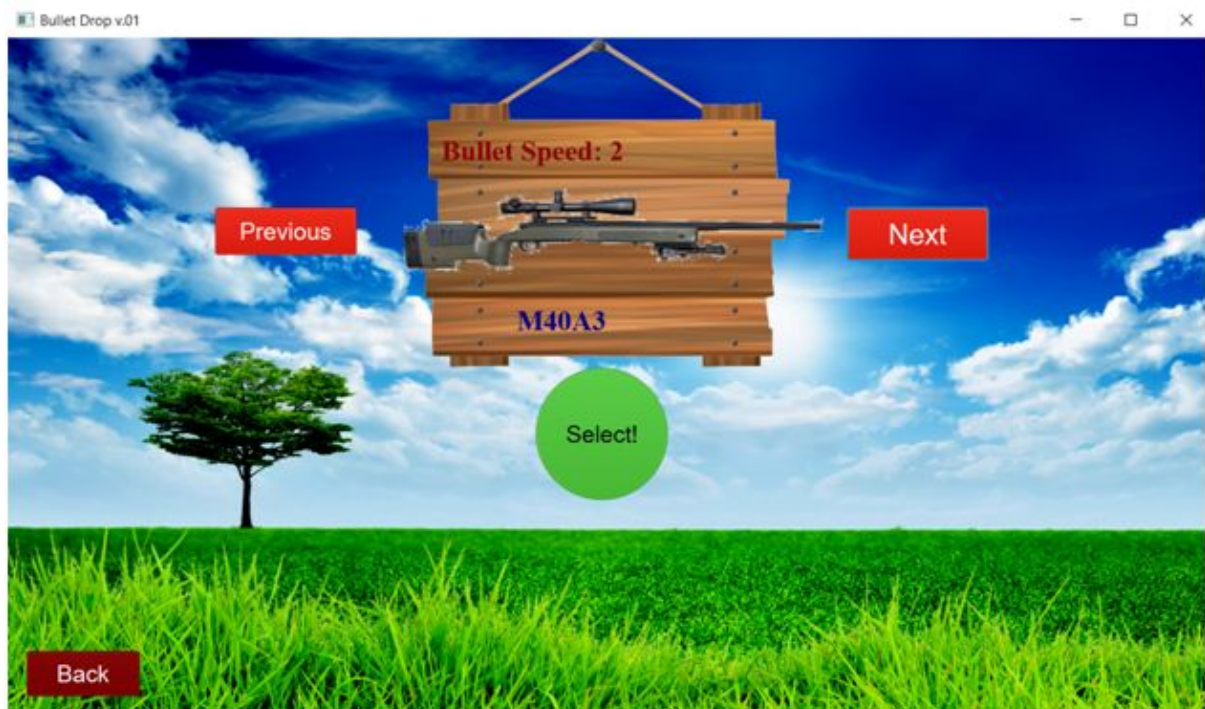 Bullet Drop v.01
Bullet Speed: 2
Previous
Next
M40A3
Select!
Back